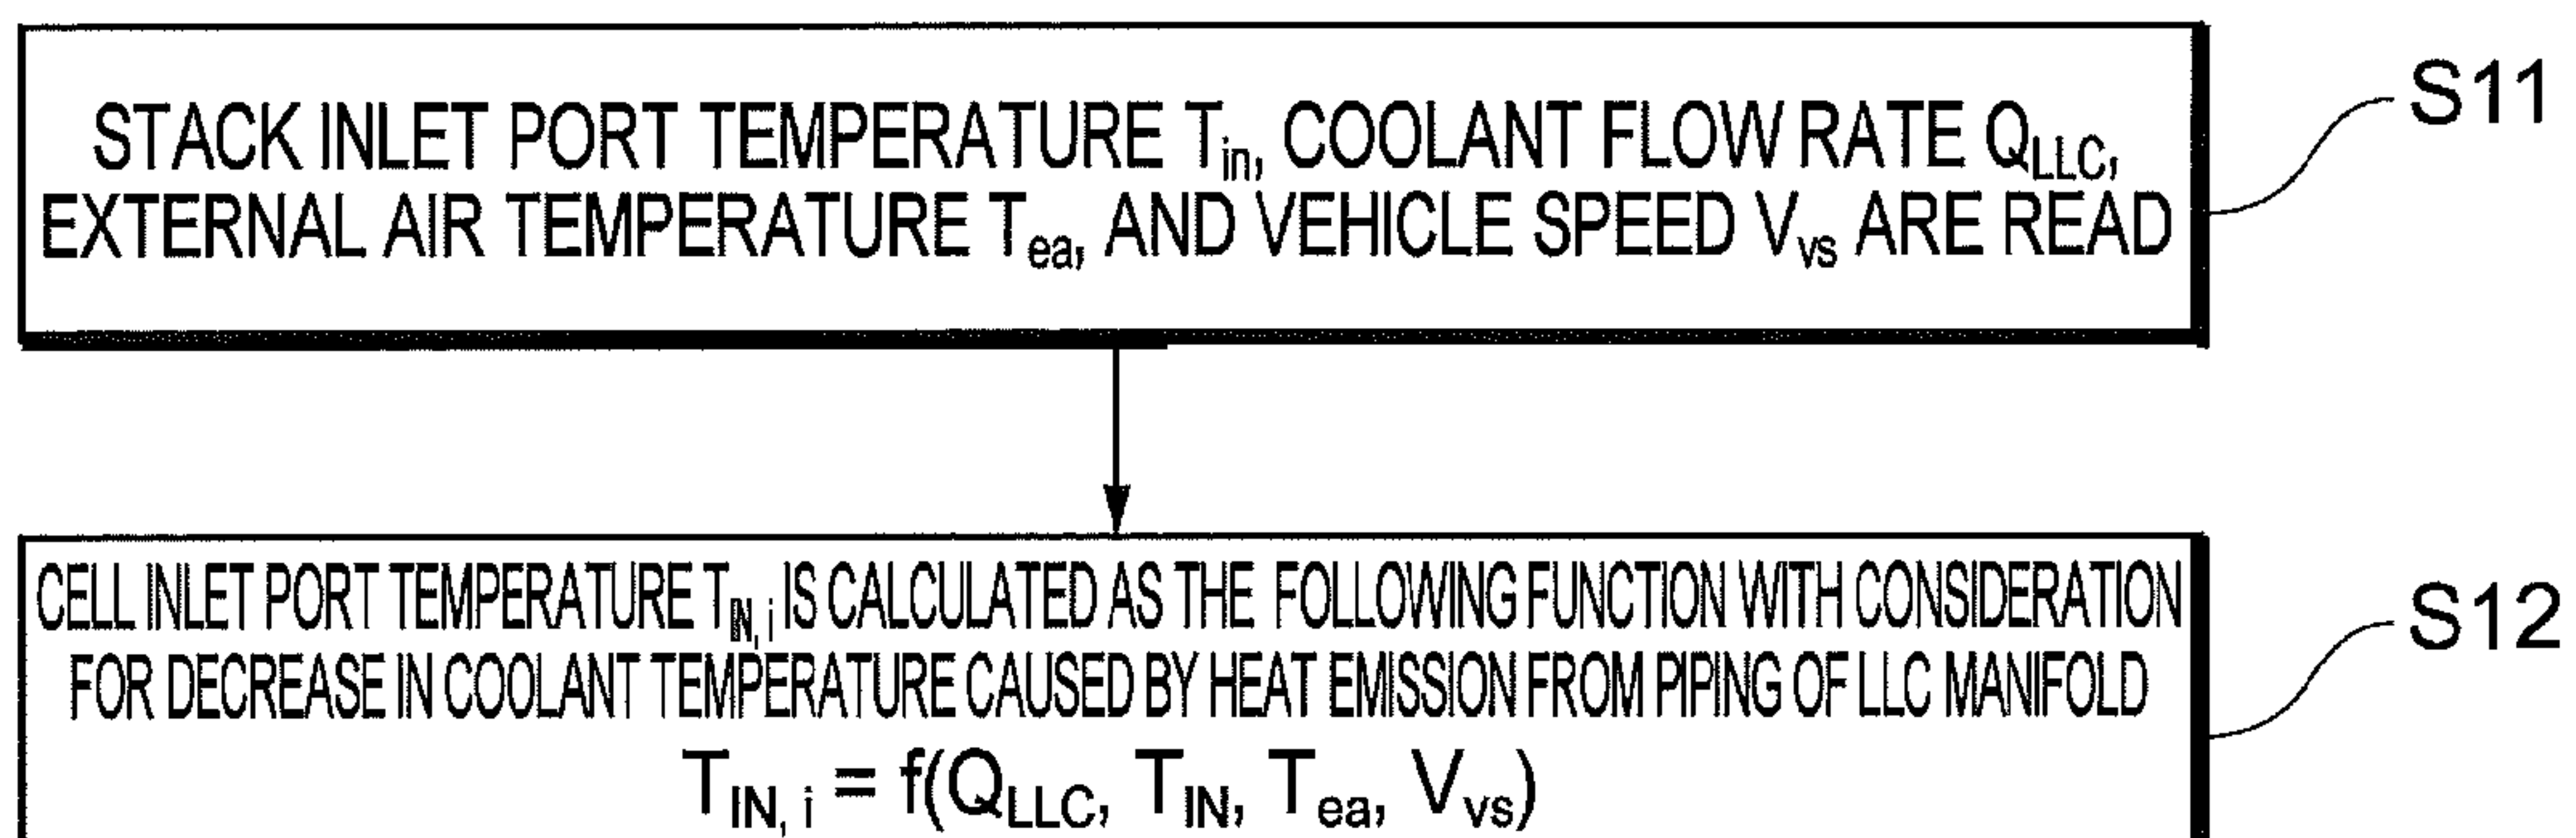 STACK INLET PORT TEMPERATURE Tin, COOLANT FLOW RATE QLLC,
EXTERNAL AIR TEMPERATURE Tea, AND VEHICLE SPEED Vvs ARE READ
S11
CELL INLET PORT TEMPERATURE TIN, i IS CALCULATED AS THE FOLLOWING FUNCTION WITH CONSIDERATION
FOR DECREASE IN COOLANT TEMPERATURE CAUSED BY HEAT EMISSION FROM PIPING OF LLC MANIFOLD
TIN, i = f(QLLC, TIN, Tea, Vvs)
S12